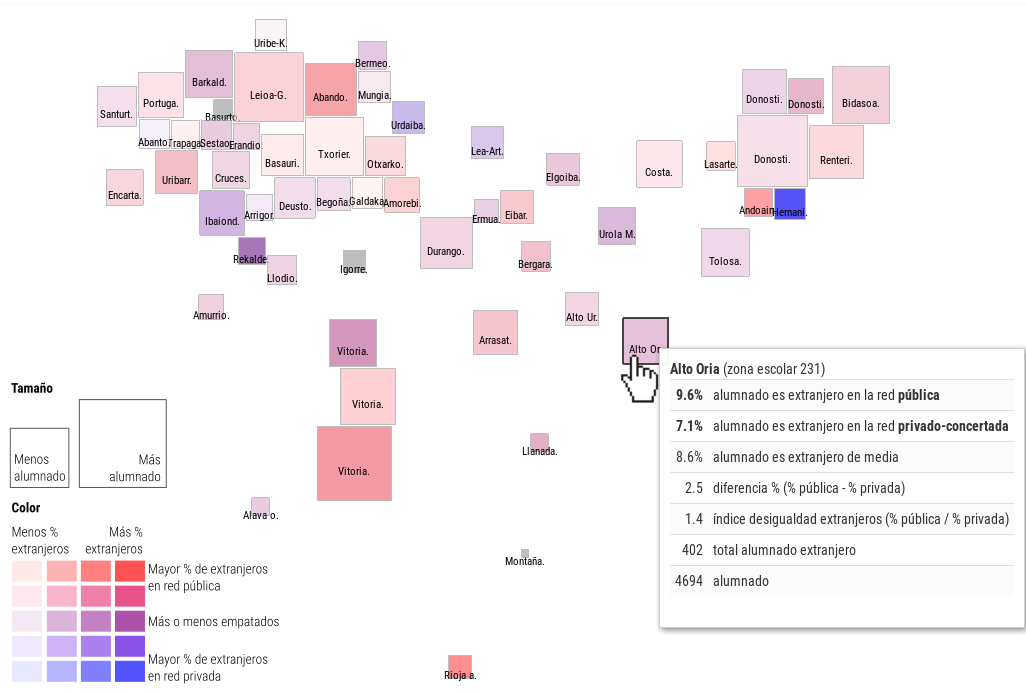 Uribe-K.
Bermeo.
Barkald.
Leioa-G.
Abando.
Mungia.
Portuga.
Santurt.
Basurto.
Urdaiba.
Donosti.
Donosti.
Bidasoa.
Abanto.
Trapaga.
Sestao.
Erandio.
Basauri.
Txorier.
Otxarko.
Lea-Art.
Donosti.
Renteri.
Lasarte.
Costa.
Elgoiba.
Encarta.
Uribarr.
Cruces.
Ibaiond.
Arrigor.
Deusto.
Begoña.
Galdaka.
Amorebi.
Ermua.
Eibar.
Urola M.
Andoain.
Hernani.
Rekalde.
Llodio.
Igorre.
Durango.
Bergara.
Tolosa.
Amurrio.
Alto Ur.
Arrasat.
Vitoria.
Alto Or
Vitoria.
Vitoria.
Llanada.
Alava o.
Montaña.
Rioja a.
Tamaño
Menos
alumnado
Más
alumnado
Color
Menos %
extranjeros
Más %
extranjeros
Mayor % de extranjeros
en red pública
Más o menos empatados
Mayor % de extranjeros
en red privada
Alto Oria (zona escolar 231)
9.6% alumnado es extranjero en la red pública
7.1% alumnado es extranjero en la red privado-concertada
8.6% alumnado es extranjero de media
2.5 diferencia % (% pública - % privada)
1.4 índice desigualdad extranjeros (% pública / % privada)
402 total alumnado extranjero
4694 alumnado